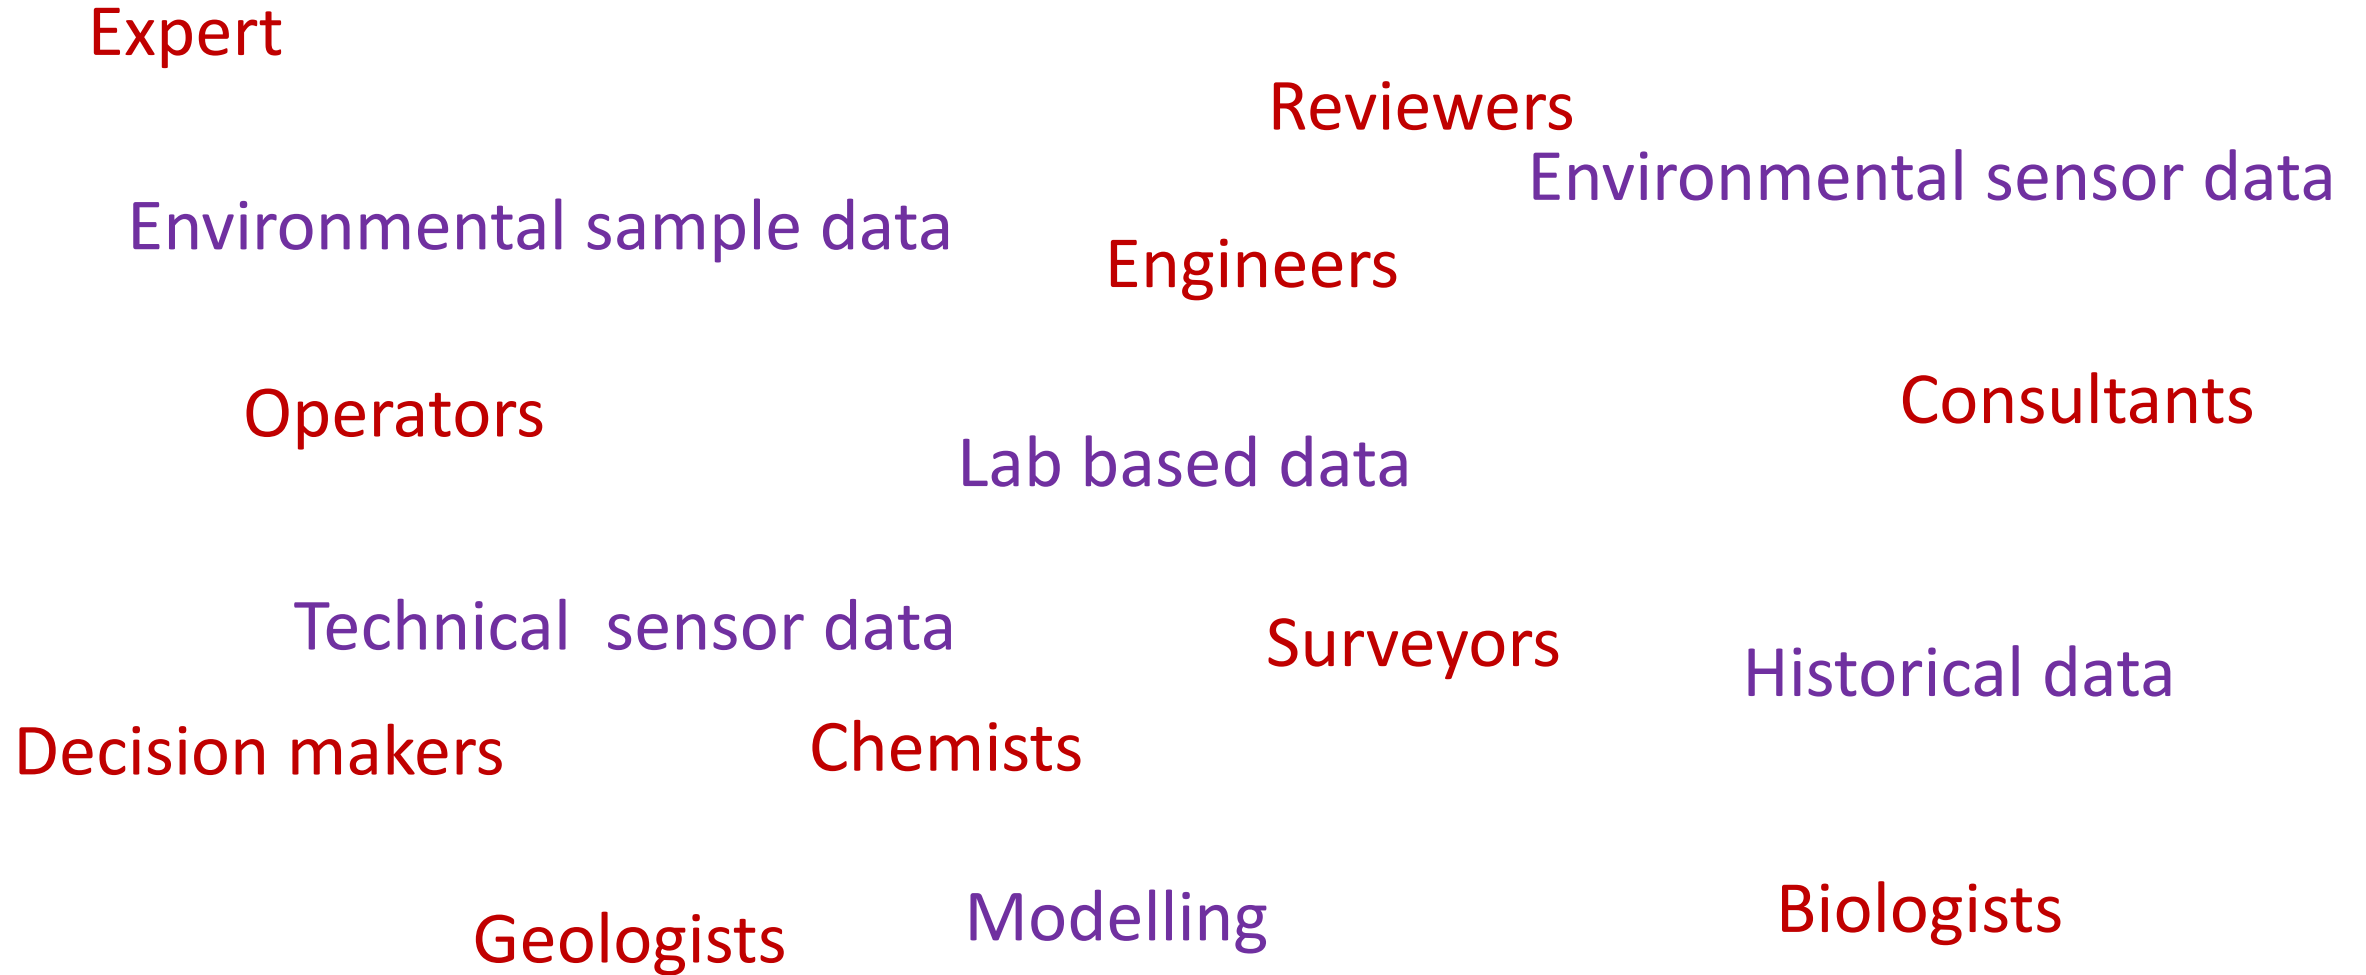 Expert
Reviewers
Environmental sensor data
Environmental sample data
Engineers
Operators
Consultants
Lab based data
Technical  sensor data
Surveyors
Historical data
Decision makers
Chemists
Geologists
Modelling
Biologists